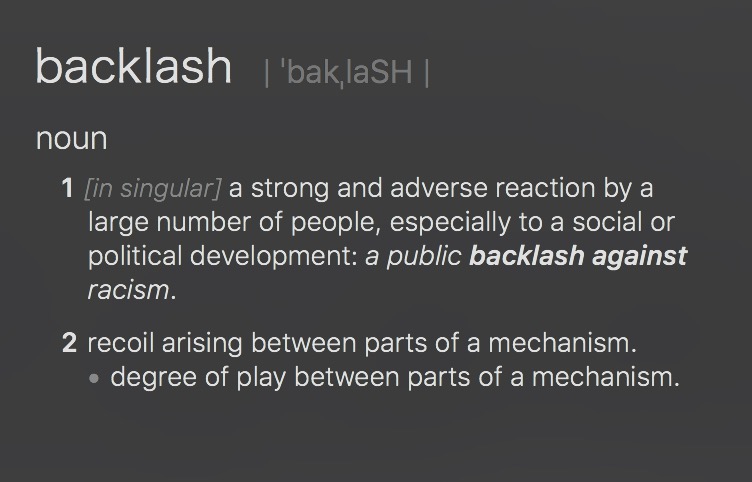 backlash | ˈbakˌlaSH |
noun
1 [in singular] a strong and adverse reaction by a
large number of people, especially to a social or
political development: a public backlash against
racism.
2 recoil arising between parts of a mechanism.
• degree of play between parts of a mechanism.